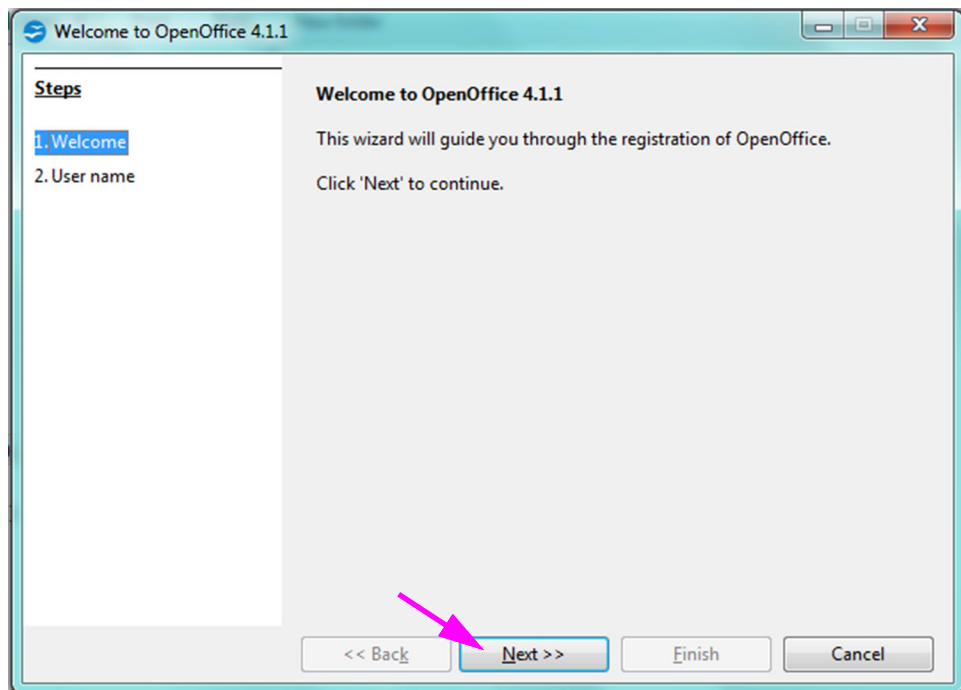 Welcome to OpenOffice 4.1.1
Steps
1. Welcome
2. User name
Welcome to OpenOffice 4.1.1
This wizard will guide you through the registration of OpenOffice.
Click 'Next' to continue.
<< Back
Next >>
Finish
Cancel